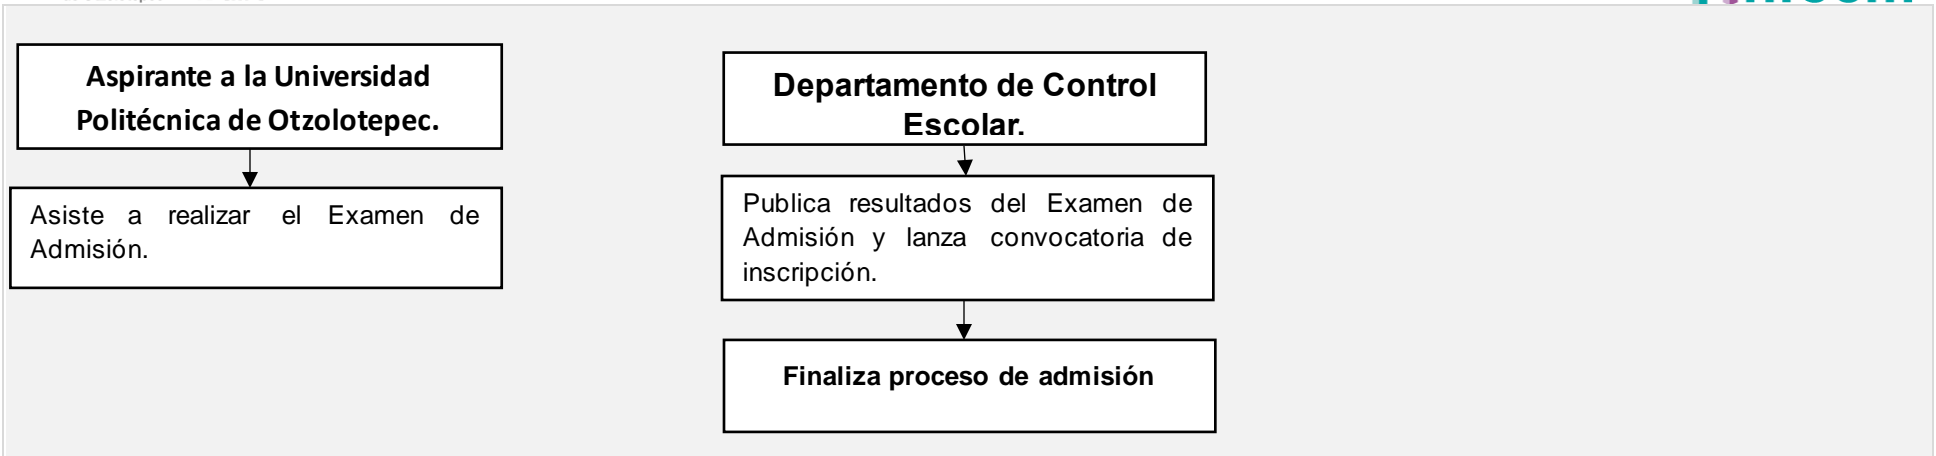 Aspirante a la Universidad
Politécnica de Otzolotepec.
Asiste a realizar el Examen de
Admisión.
Departamento de Control
Escolar.
Publica resultados del Examen de
Admisión y lanza convocatoria de
inscripción.
Finaliza proceso de admisión